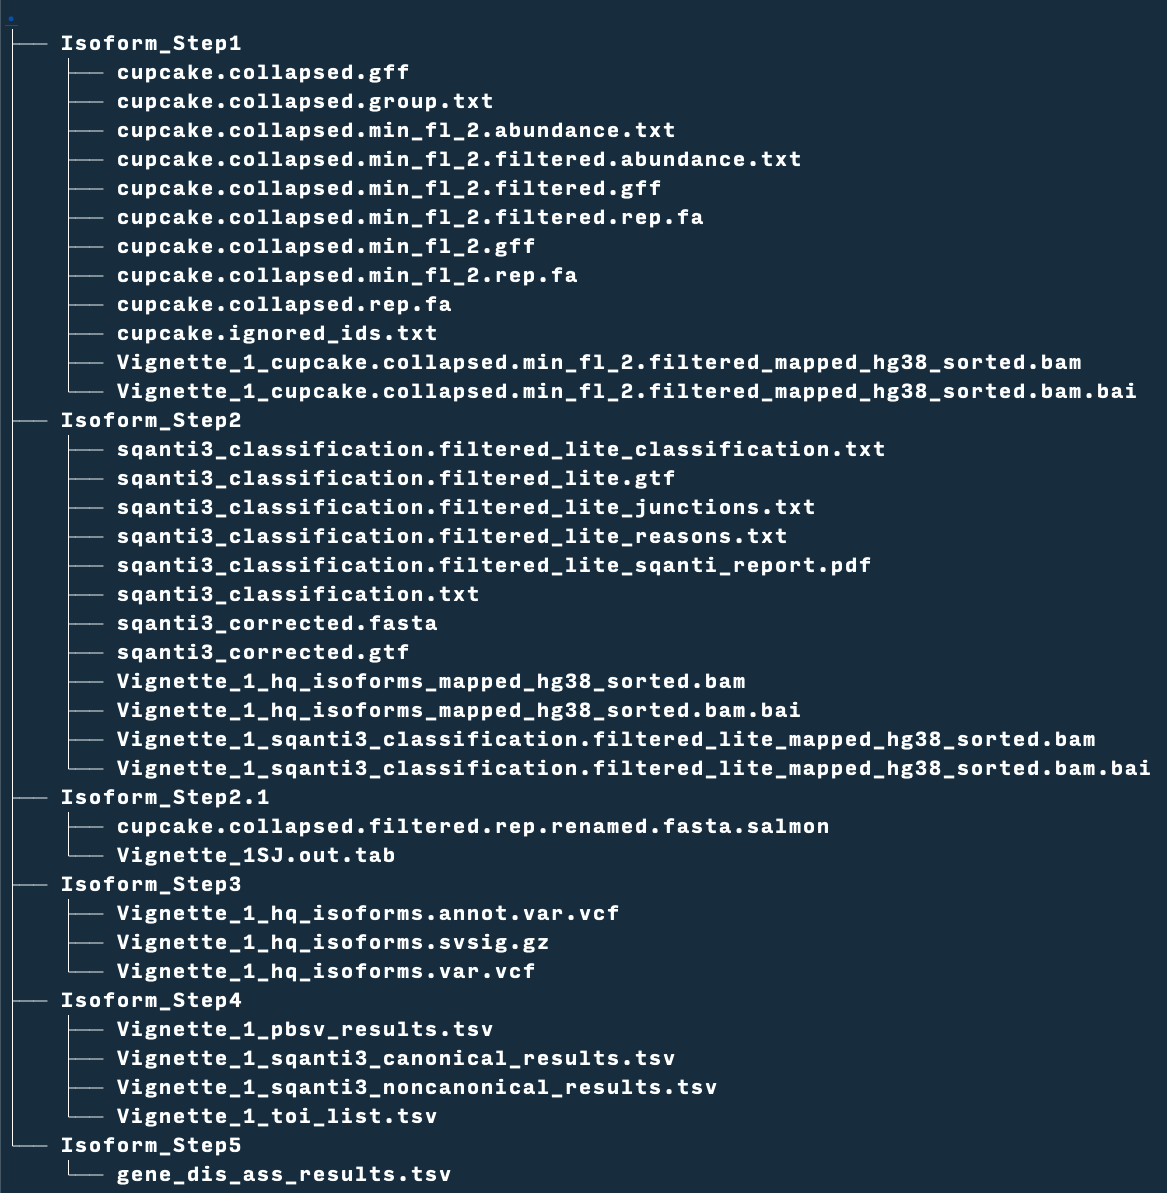 .
Isoform_Step1
cupcake.collapsed.gff
cupcake.collapsed.group.txt
cupcake.collapsed.min_fl_2.abundance.txt
cupcake.collapsed.min_fl_2.filtered.abundance.txt
cupcake.collapsed.min_fl_2.filtered.gff
cupcake.collapsed.min_fl_2.filtered.rep.fa
cupcake.collapsed.min_fl_2.gff
cupcake.collapsed.min_fl_2.rep.fa
cupcake.collapsed.rep.fa
cupcake.ignored_ids.txt
Vignette_1_cupcake.collapsed.min_fl_2.filtered_mapped_hg38_sorted.bam
Vignette_1_cupcake.collapsed.min_fl_2.filtered_mapped_hg38_sorted.bam.bai
Isoform_Step2
sqanti3_classification.filtered_lite_classification.txt
sqanti3_classification.filtered_lite.gtf
sqanti3_classification.filtered_lite_junctions.txt
sqanti3_classification.filtered_lite_reasons.txt
sqanti3_classification.filtered_lite_sqanti_report.pdf
sqanti3_classification.txt
sqanti3_corrected.fasta
sqanti3_corrected.gtf
Vignette_1_hq_isoforms_mapped_hg38_sorted.bam
Vignette_1_hq_isoforms_mapped_hg38_sorted.bam.bai
Vignette_1_sqanti3_classification.filtered_lite_mapped_hg38_sorted.bam
Vignette_1_sqanti3_classification.filtered_lite_mapped_hg38_sorted.bam.bai
Isoform_Step2.1
cupcake.collapsed.filtered.rep.renamed.fasta.salmon
Vignette_1SJ.out.tab
Isoform_Step3
Vignette_1_hq_isoforms.annot.var.vcf
Vignette_1_hq_isoforms.svsig.gz
Vignette_1_hq_isoforms.var.vcf
Isoform_Step4
Vignette_1_pbsv_results.tsv
Vignette_1_sqanti3_canonical_results.tsv
Vignette_1_sqanti3_noncanonical_results.tsv
Vignette_1_toi_list.tsv
Isoform_Step5
gene_dis_ass_results.tsv